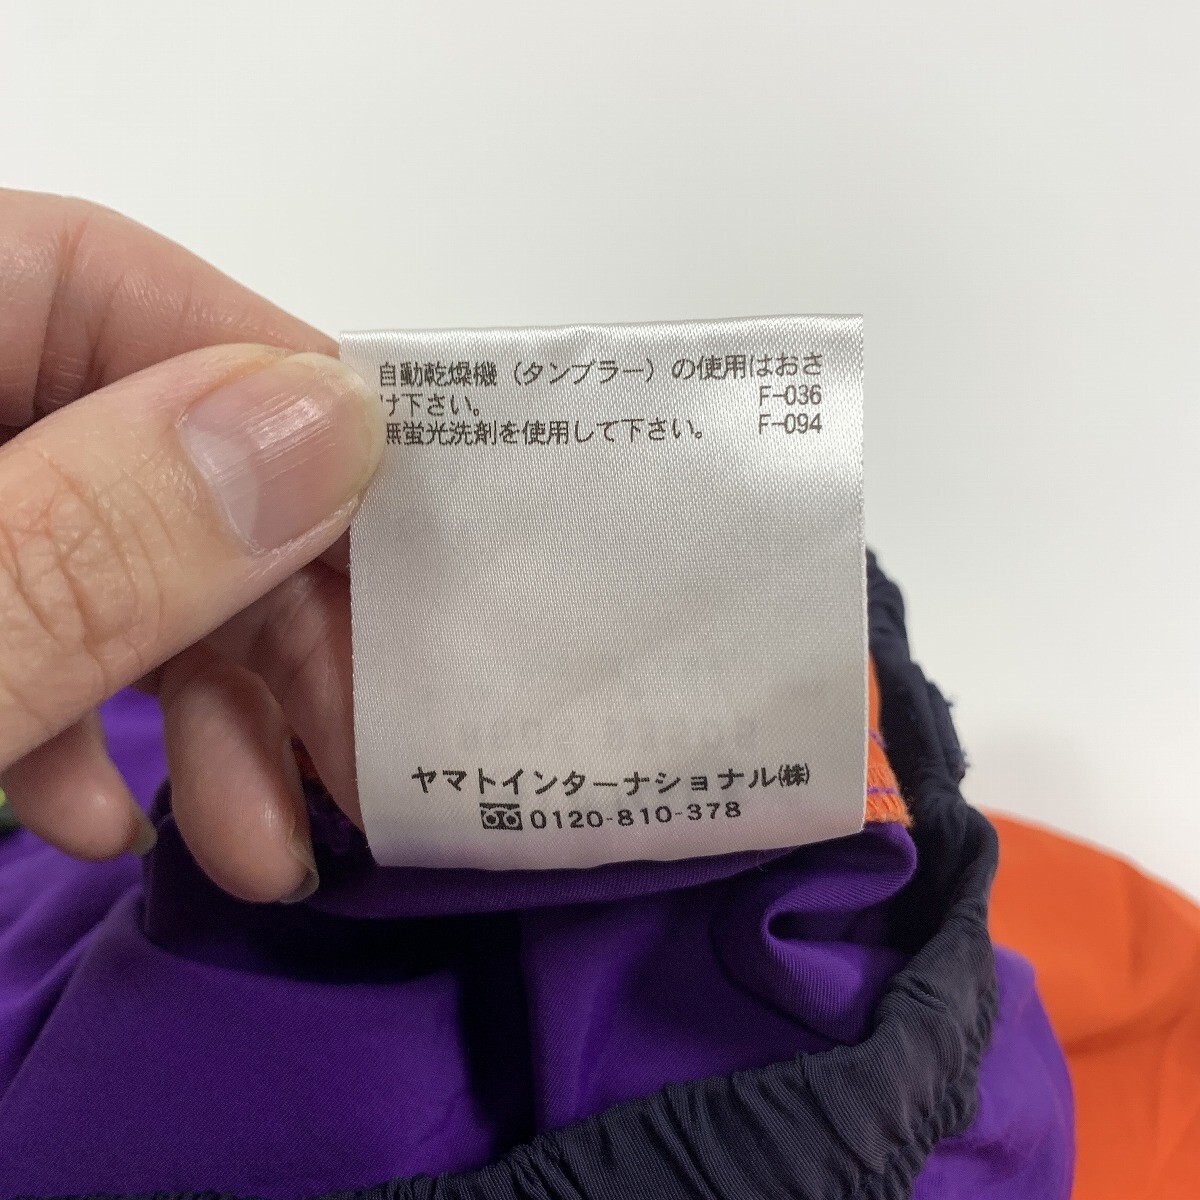 自動乾燥機（タンブラー）の使用はおさ
け下さい。 F-036
無蛍光洗剤を使用して下さい。 F-094
ヤマトインターナショナル㈱
0120-810-378